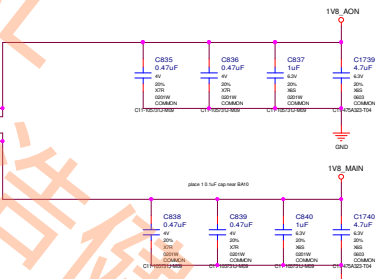 1V8_AON
C835
0.47uF
4V
20%
X7R
0201W
COMMON
C836
0.47uF
4V
20%
X7R
0201W
COMMON
C837
1uF
6.3V
20%
X6S
0201W
COMMON
C1739
4.7uF
6.3V
20%
X6S
0603
COMMON
GND
1V8_MAIN
place 1 0.1uF cap near BA10
C838
0.47uF
4V
20%
X7R
0201W
COMMON
C839
0.47uF
4V
20%
X7R
0201W
COMMON
C840
1uF
6.3V
20%
X6S
0201W
COMMON
C1740
4.7uF
6.3V
20%
X6S
0603
COMMON